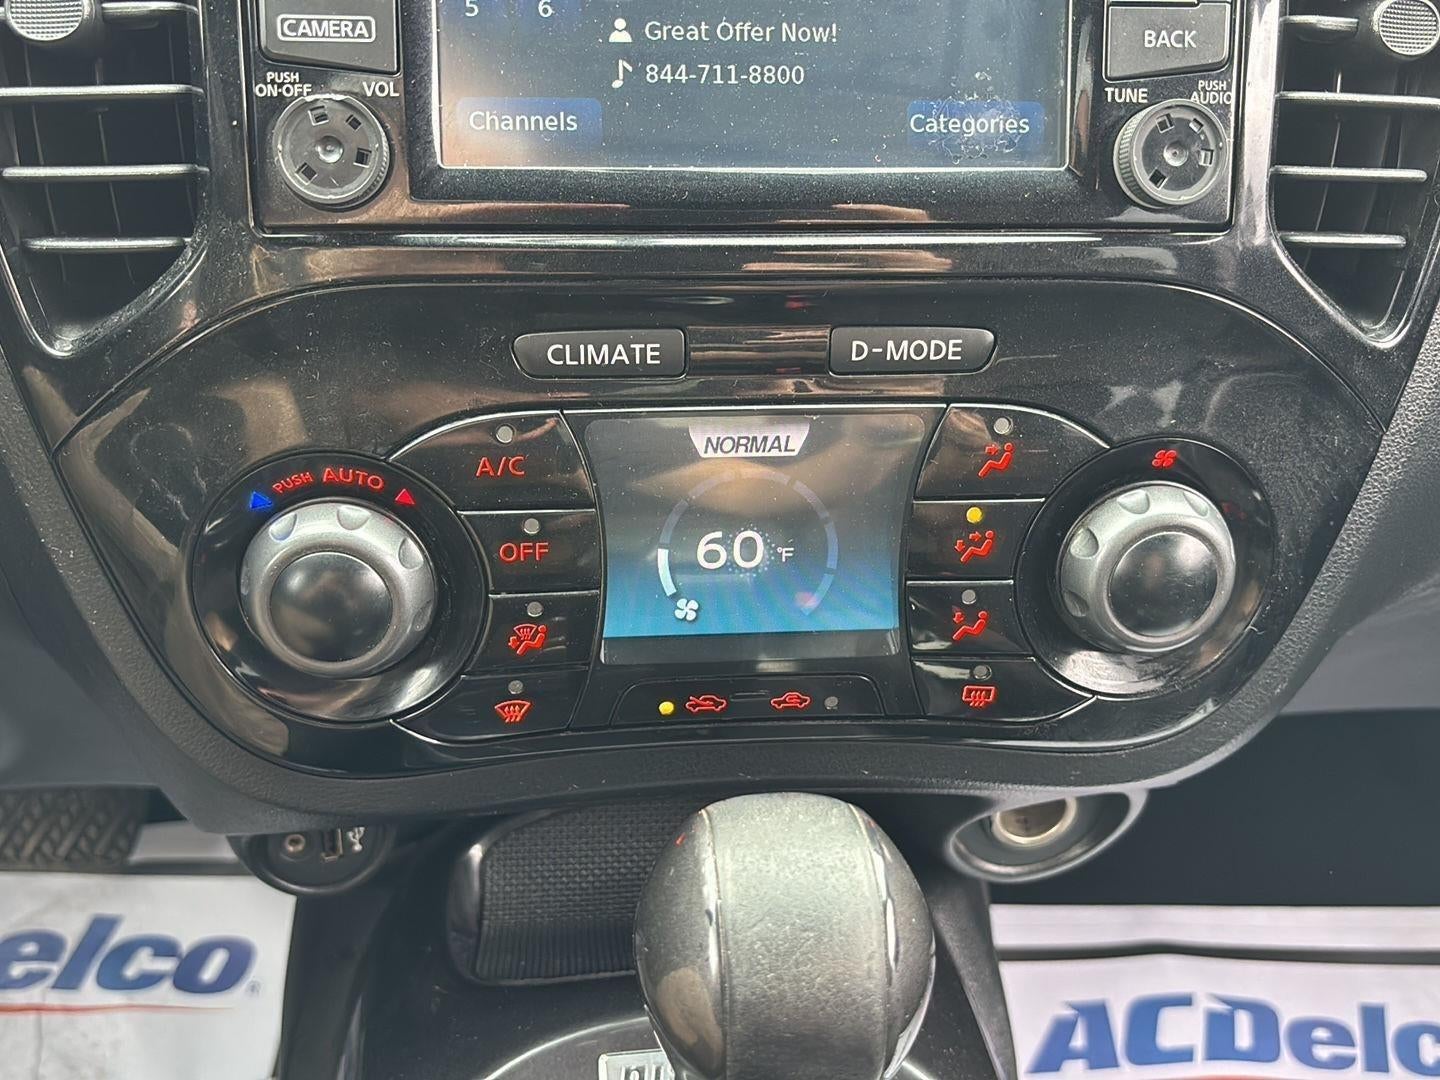 5 6
CAMERA
Great Offer Now!
844-711-8800
BACK
PUSH
ON·OFF
VOL
TUNE
PUSH
AUDIO
Channels
Categories
CLIMATE
D-MODE
NORMAL
PUSH AUTO
A/C
OFF
60 °F
elco
ACDelco